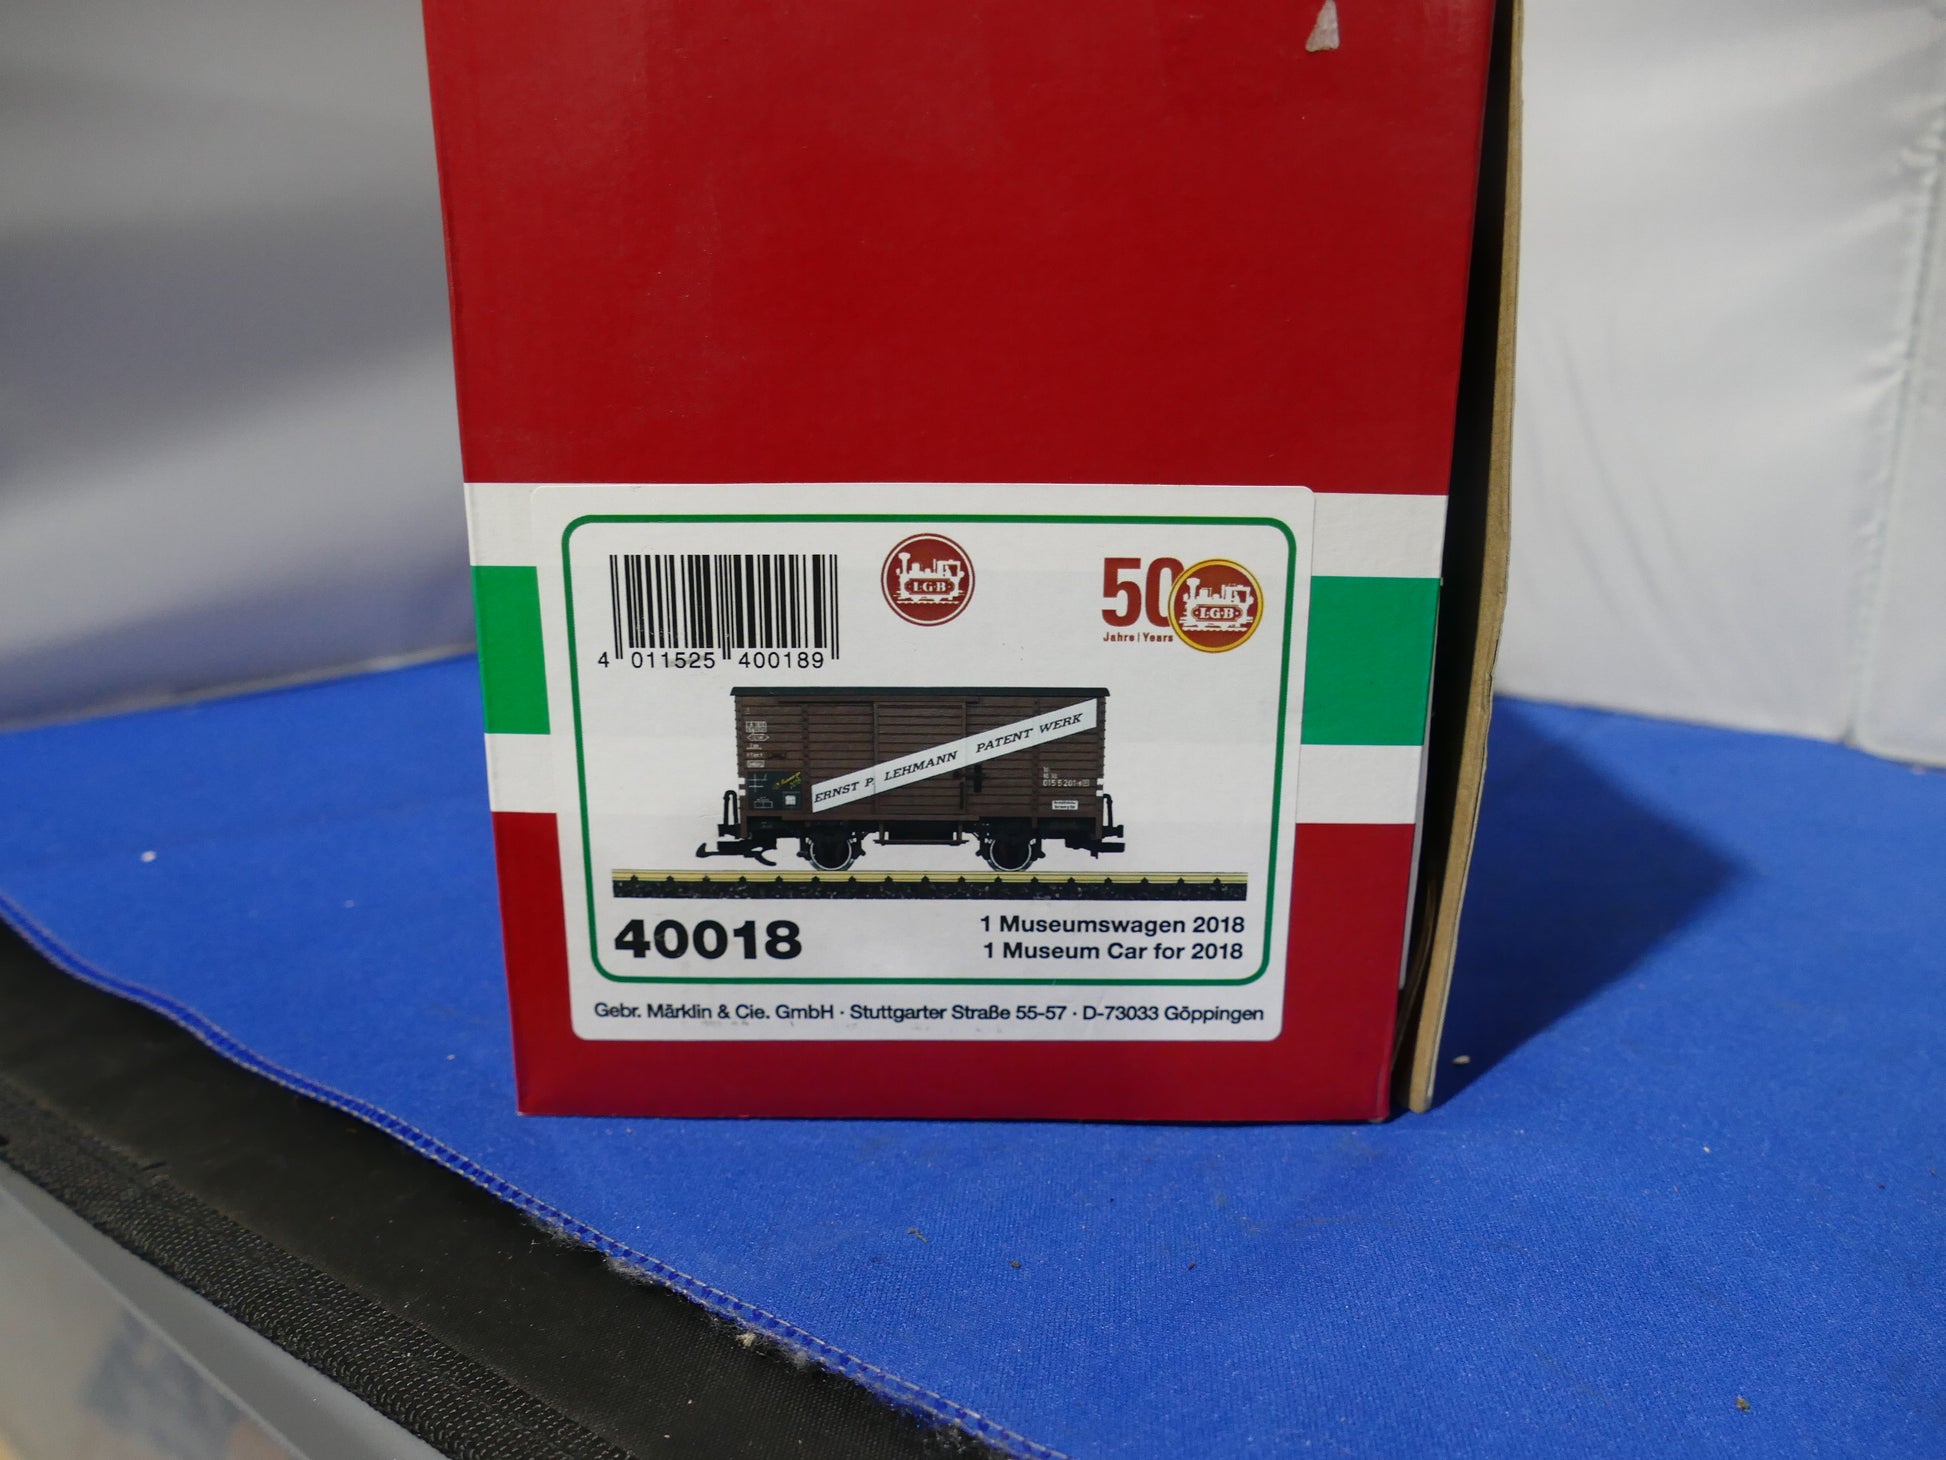 4 011525 400189
L·G·B
50
Jahre | Years
L·G·B
ERNST P. LEHMANN PATENT WERK
40018
1 Museumswagen 2018
1 Museum Car for 2018
Gebr. Märklin & Cie. GmbH · Stuttgarter Straße 55-57 · D-73033 Göppingen